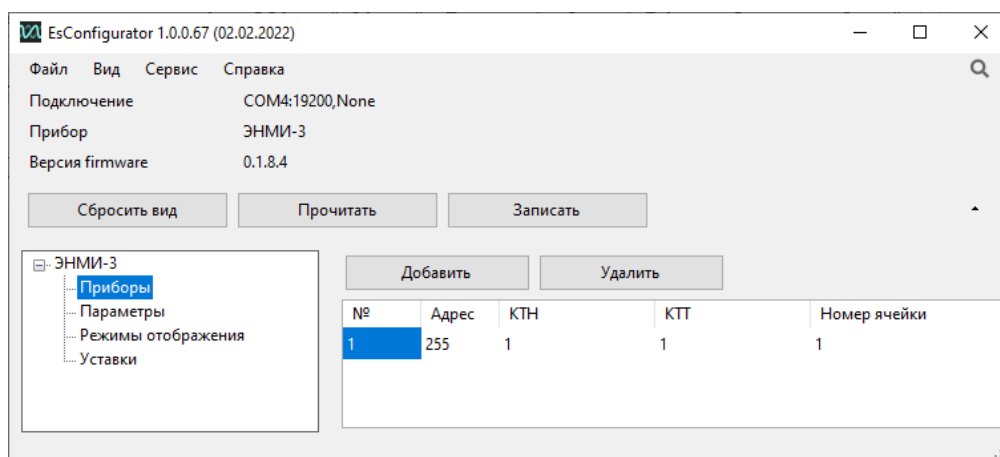 EsConfigurator 1.0.0.67 (02.02.2022)
Файл Вид Сервис Справка
Подключение COM4:19200,None
Прибор ЭНМИ-3
Версия firmware 0.1.8.4
Сбросить вид Прочитать Записать
ЭНМИ-3
Приборы
Параметры
Режимы отображения
Уставки
Добавить Удалить
№ Адрес КТН КТТ Номер ячейки
1 255 1 1 1